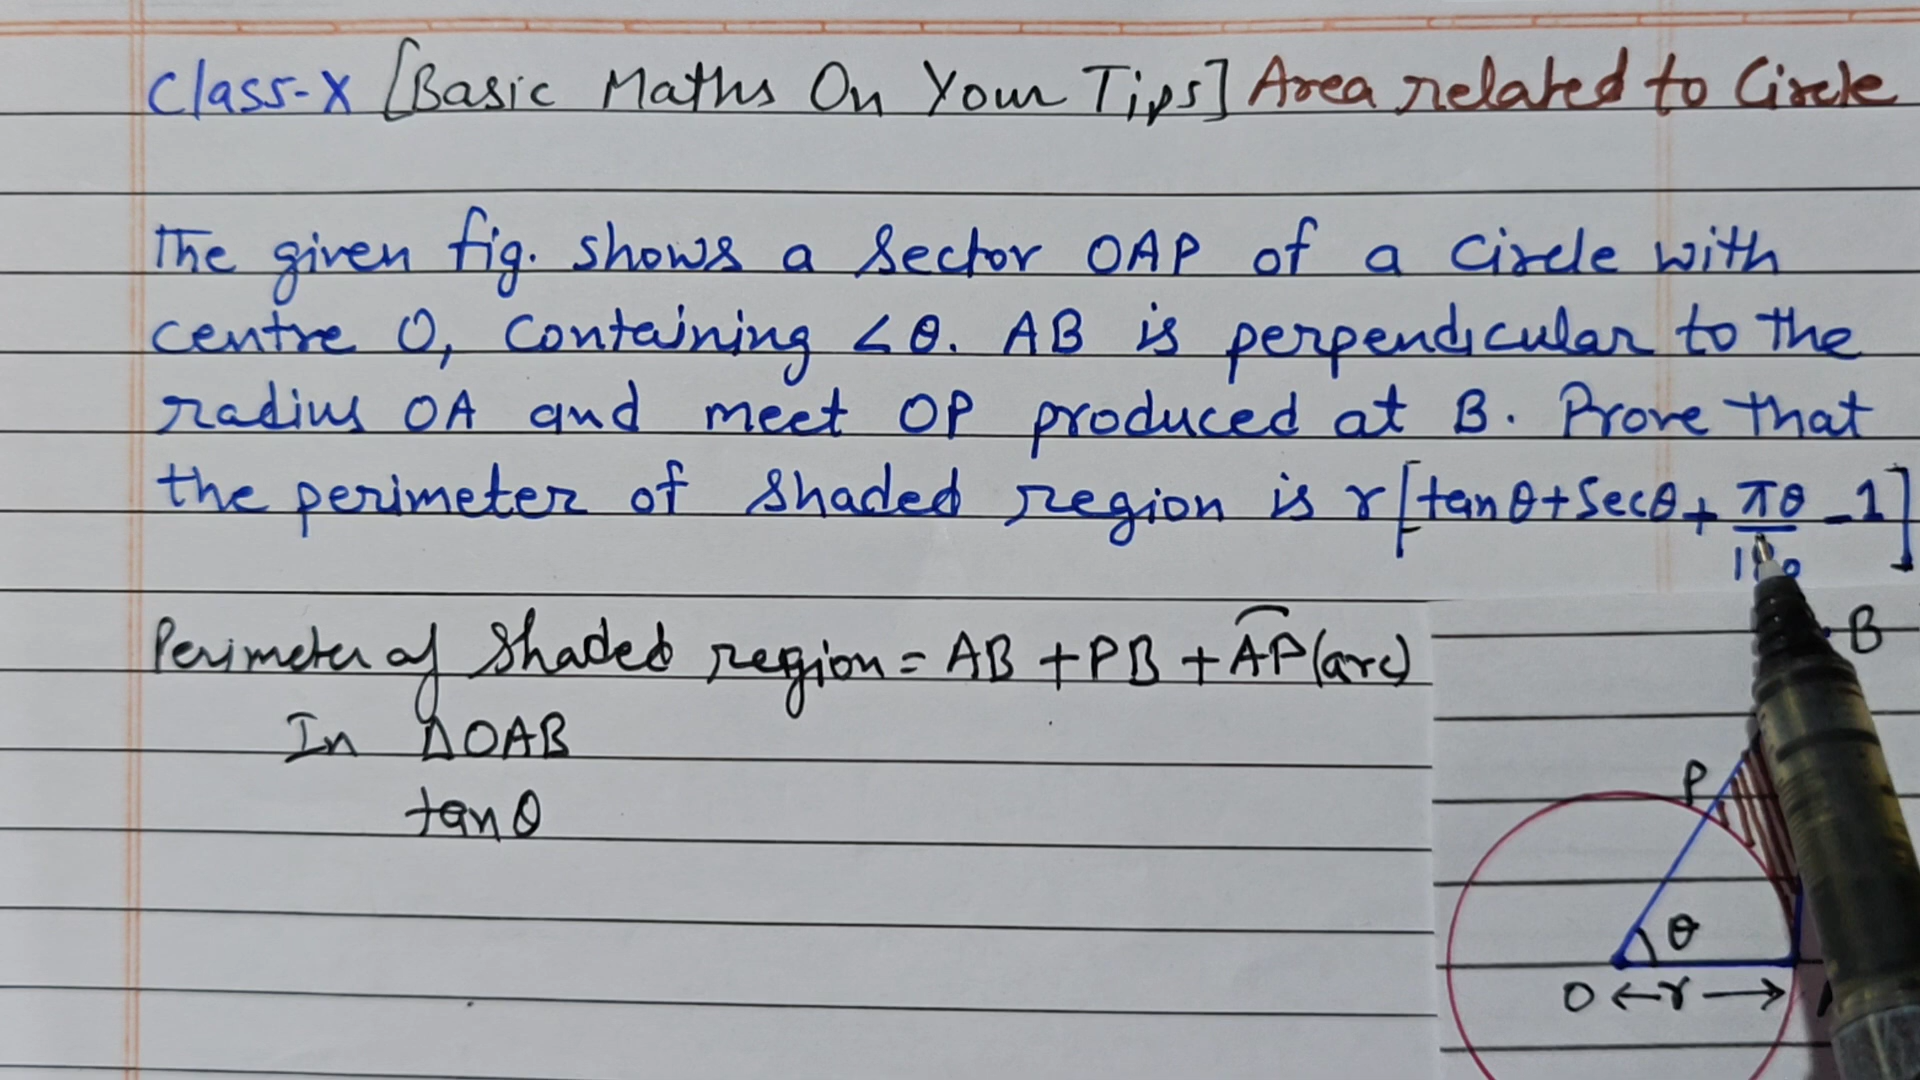 Class-X [Basic Maths On Your Tips] Area related to Circle
The given fig. shows a sector OAP of a circle with
centre O, containing ∠θ. AB is perpendicular to the
radius OA and meet OP produced at B. Prove that
the perimeter of shaded region is r[tanθ+Secθ+ πθ/180 -1]
Perimeter of Shaded region = AB + PB + AP(arc)
In ΔOAB
tanθ
B
P
θ
O ←r→